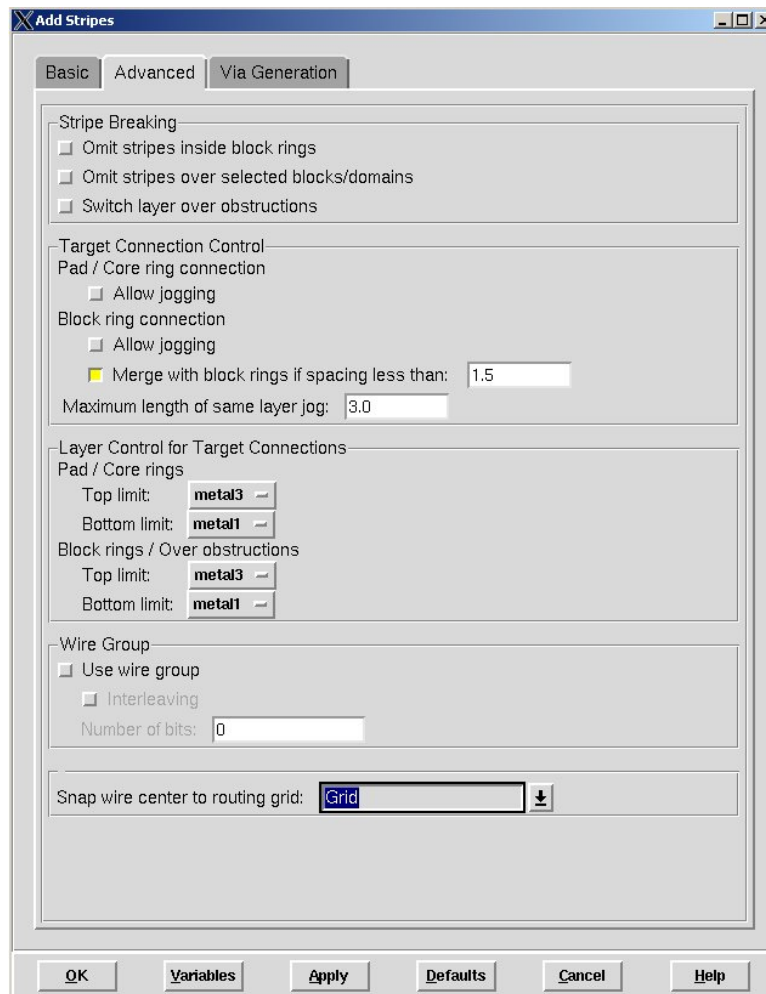 Add Stripes
Basic Advanced Via Generation
Stripe Breaking
Omit stripes inside block rings
Omit stripes over selected blocks/domains
Switch layer over obstructions
Target Connection Control
Pad / Core ring connection
Allow jogging
Block ring connection
Allow jogging
Merge with block rings if spacing less than: 1.5
Maximum length of same layer jog: 3.0
Layer Control for Target Connections
Pad / Core rings
Top limit: metal3
Bottom limit: metal1
Block rings / Over obstructions
Top limit: metal3
Bottom limit: metal1
Wire Group
Use wire group
Interleaving
Number of bits: 0
Snap wire center to routing grid: Grid
OK Variables Apply Defaults Cancel Help